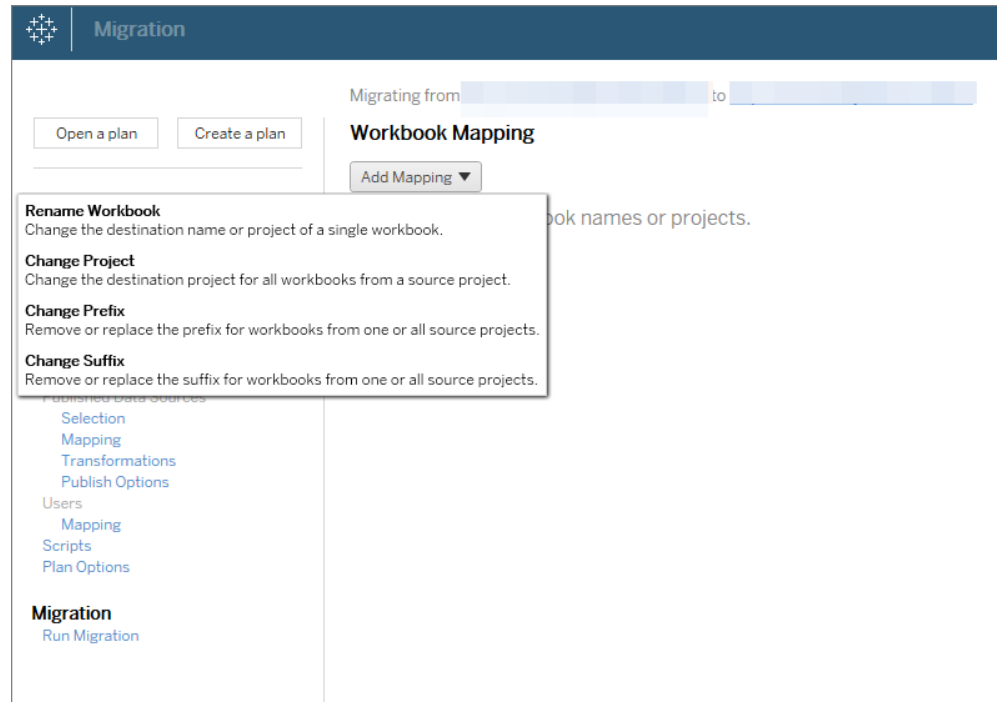 Migration
Migrating from to
Open a plan
Create a plan
Workbook Mapping
Add Mapping ▼
ook names or projects.
Rename Workbook
Change the destination name or project of a single workbook.
Change Project
Change the destination project for all workbooks from a source project.
Change Prefix
Remove or replace the prefix for workbooks from one or all source projects.
Change Suffix
Remove or replace the suffix for workbooks from one or all source projects.
Published Data Sources
Selection
Mapping
Transformations
Publish Options
Users
Mapping
Scripts
Plan Options
Migration
Run Migration